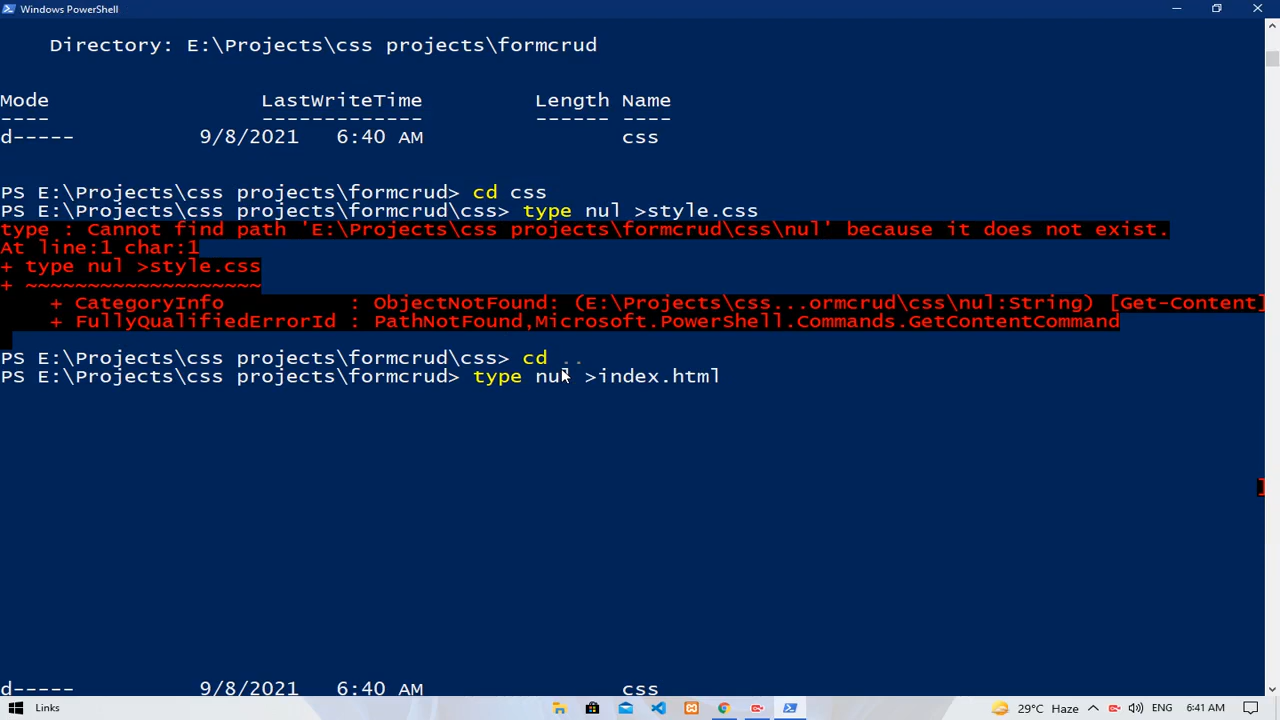 Windows PowerShell
Directory: E:\Projects\css projects\formcrud
Mode LastWriteTime Length Name
---- ------------- ------ ----
d----- 9/8/2021 6:40 AM css
PS E:\Projects\css projects\formcrud> cd css
PS E:\Projects\css projects\formcrud\css> type nul >style.css
type : Cannot find path 'E:\Projects\css projects\formcrud\css\nul' because it does not exist.
At line:1 char:1
+ type nul >style.css
+ ~~~~~~~~~~~~~~~~~~~
+ CategoryInfo : ObjectNotFound: (E:\Projects\css...ormcrud\css\nul:String) [Get-Content]
+ FullyQualifiedErrorId : PathNotFound,Microsoft.PowerShell.Commands.GetContentCommand
PS E:\Projects\css projects\formcrud\css> cd ..
PS E:\Projects\css projects\formcrud> type nul >index.html
]
d----- 9/8/2021 6:40 AM css
Links 29°C Haze ENG 6:41 AM